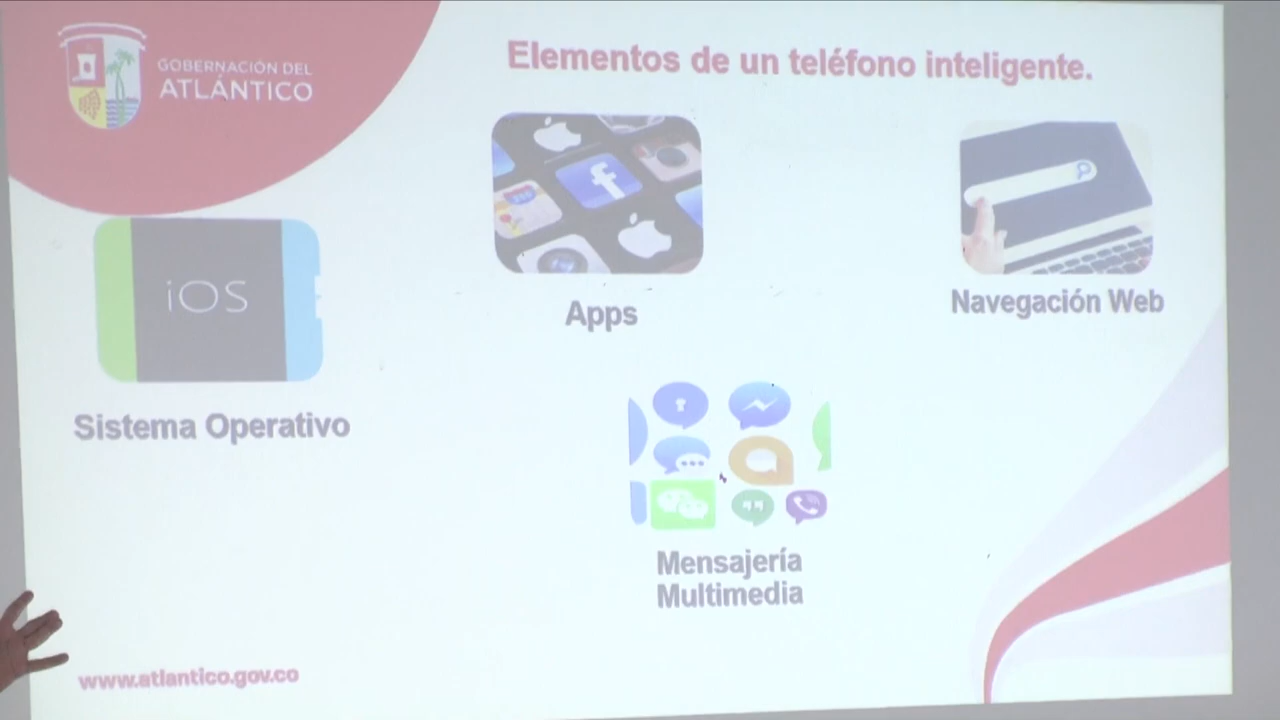 GOBERNACIÓN DEL
ATLÁNTICO
Elementos de un teléfono inteligente.
iOS
Sistema Operativo
Apps
Navegación Web
Mensajería
Multimedia
www.atlantico.gov.co